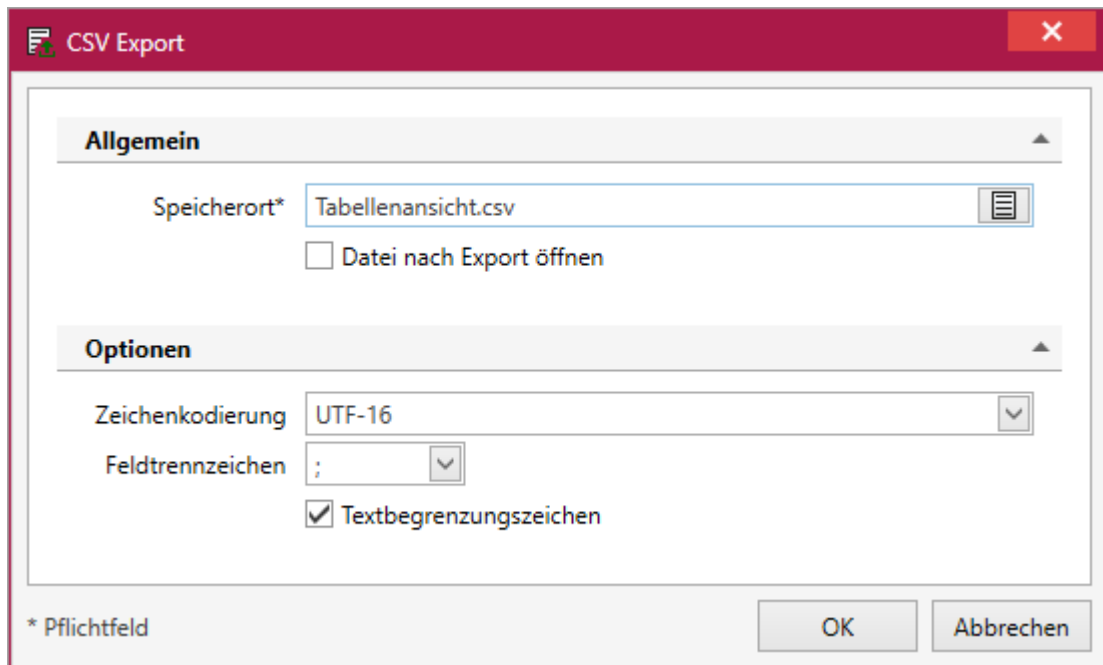 CSV Export
Allgemein
Speicherort* Tabellenansicht.csv
Datei nach Export öffnen
Optionen
Zeichenkodierung UTF-16
Feldtrennzeichen ;
Textbegrenzungszeichen
* Pflichtfeld OK Abbrechen